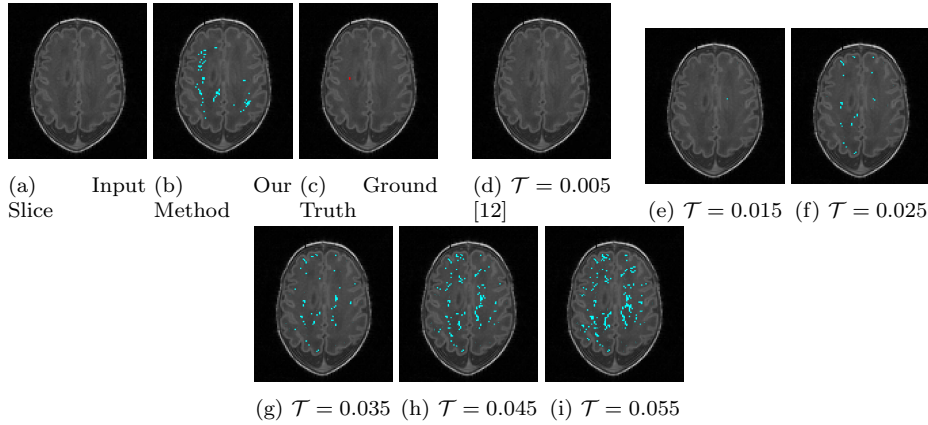 (a) Input Slice
(b) Our Method
(c) Ground Truth
(d) 𝒯 = 0.005 [12]
(e) 𝒯 = 0.015
(f) 𝒯 = 0.025
(g) 𝒯 = 0.035
(h) 𝒯 = 0.045
(i) 𝒯 = 0.055